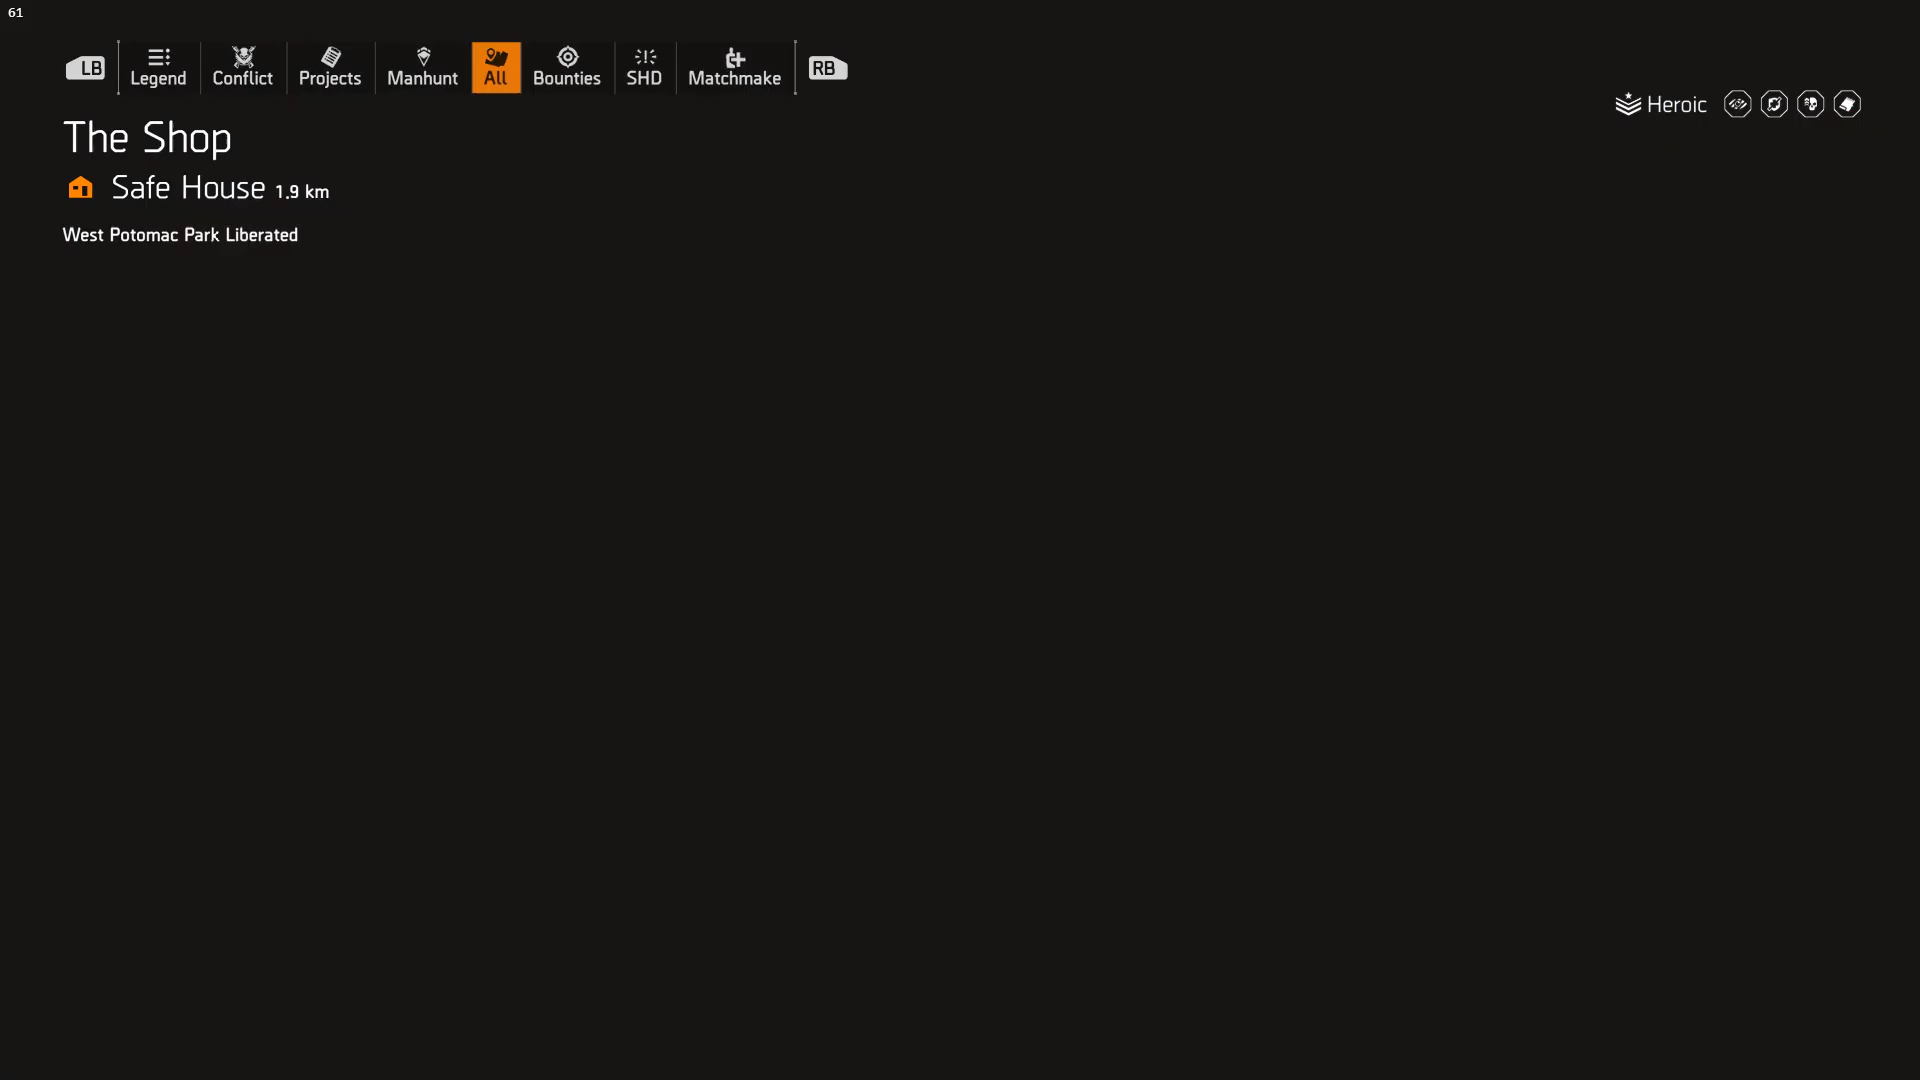 61
LB Legend Conflict Projects Manhunt All Bounties SHD Matchmake RB
Heroic
The Shop
Safe House 1.9 km
West Potomac Park Liberated